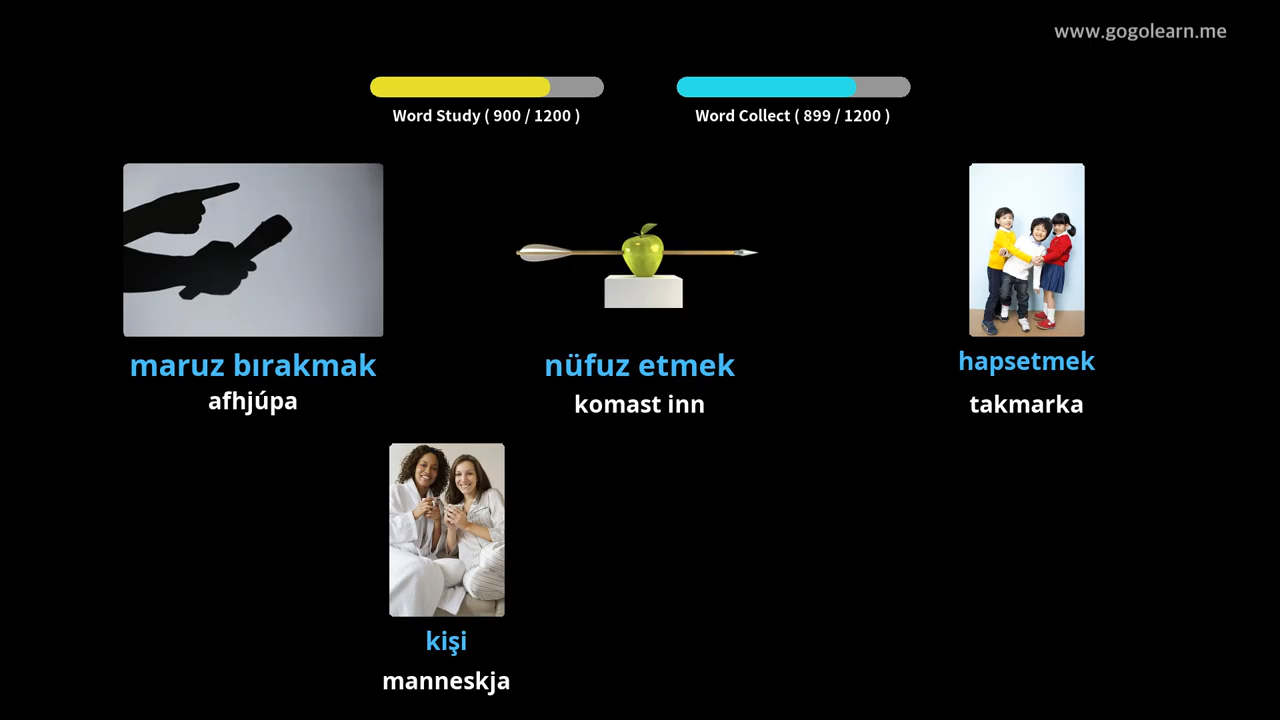 www.gogolearn.me
Word Study ( 900 / 1200 )
Word Collect ( 899 / 1200 )
maruz bırakmak
afhjúpa
nüfuz etmek
komast inn
hapsetmek
takmarka
kişi
manneskja